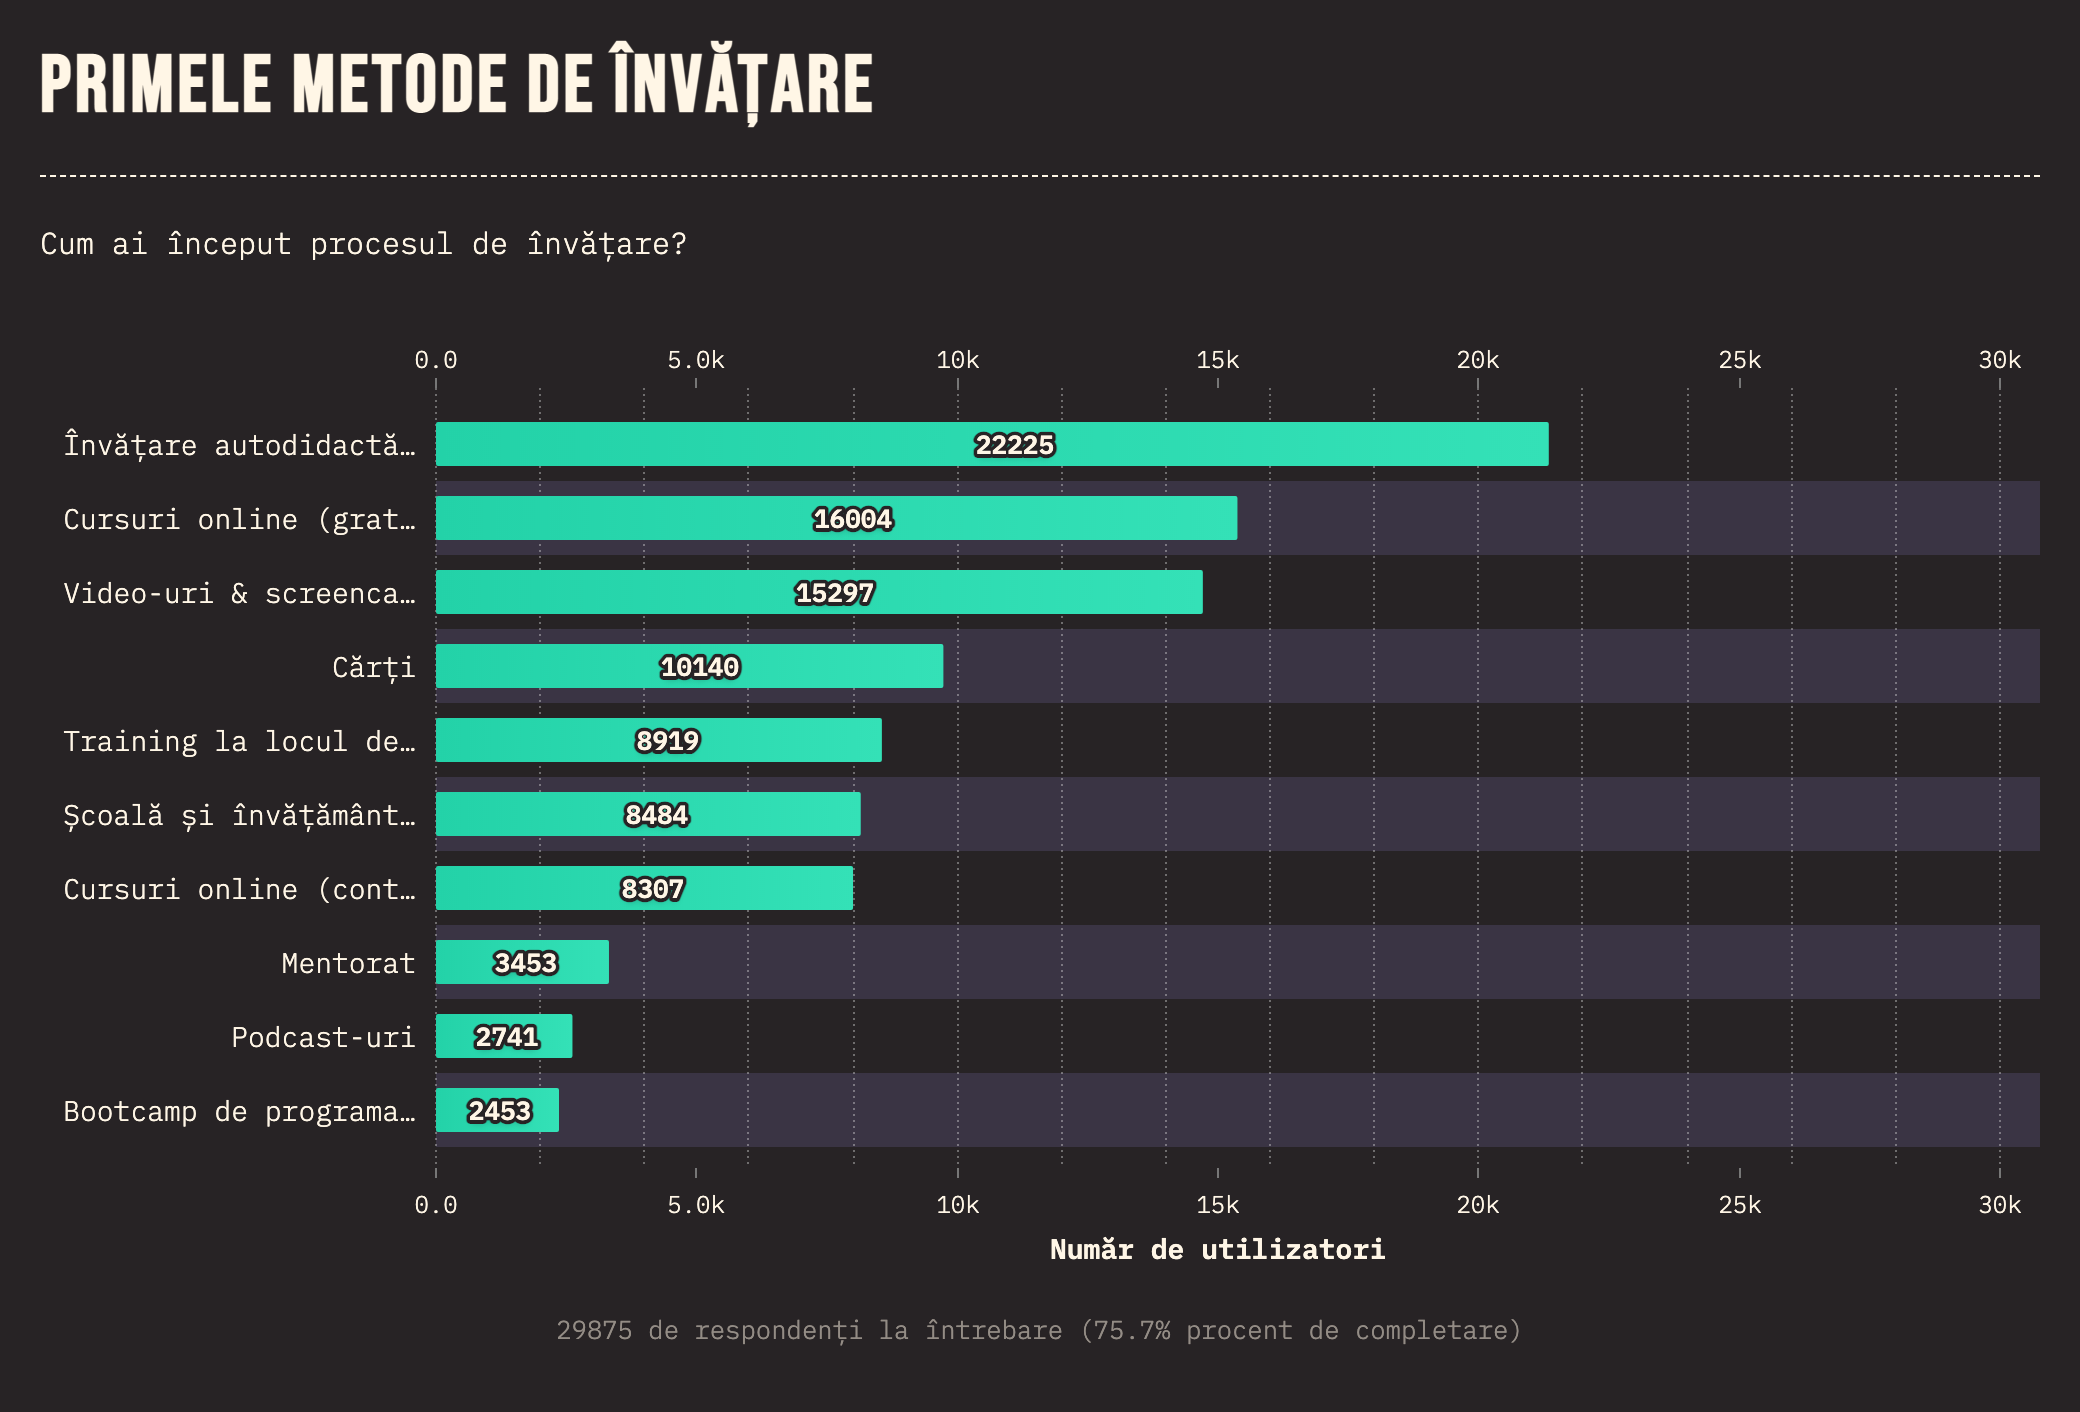 PRIMELE METODE DE ÎNVĂȚARE
Cum ai început procesul de învățare?
0.0 5.0k 10k 15k 20k 25k 30k
Învățare autodidactă… 22225
Cursuri online (grat… 16004
Video-uri & screenca… 15297
Cărți 10140
Training la locul de… 8919
Școală și învățământ… 8484
Cursuri online (cont… 8307
Mentorat 3453
Podcast-uri 2741
Bootcamp de programa… 2453
0.0 5.0k 10k 15k 20k 25k 30k
Număr de utilizatori
29875 de respondenți la întrebare (75.7% procent de completare)